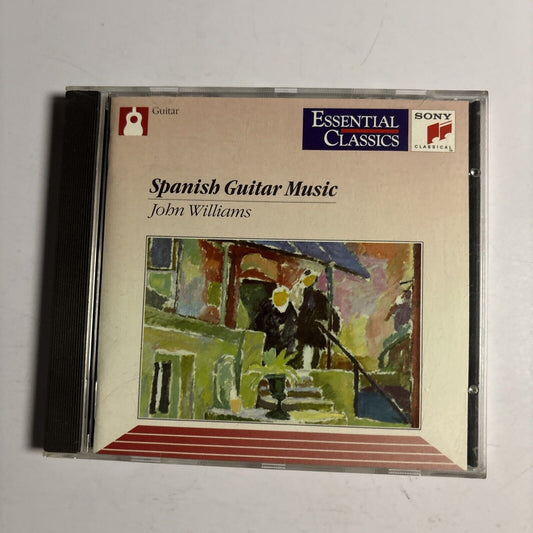 Guitar
ESSENTIAL
CLASSICS
SONY
CLASSICAL
Spanish Guitar Music
John Williams